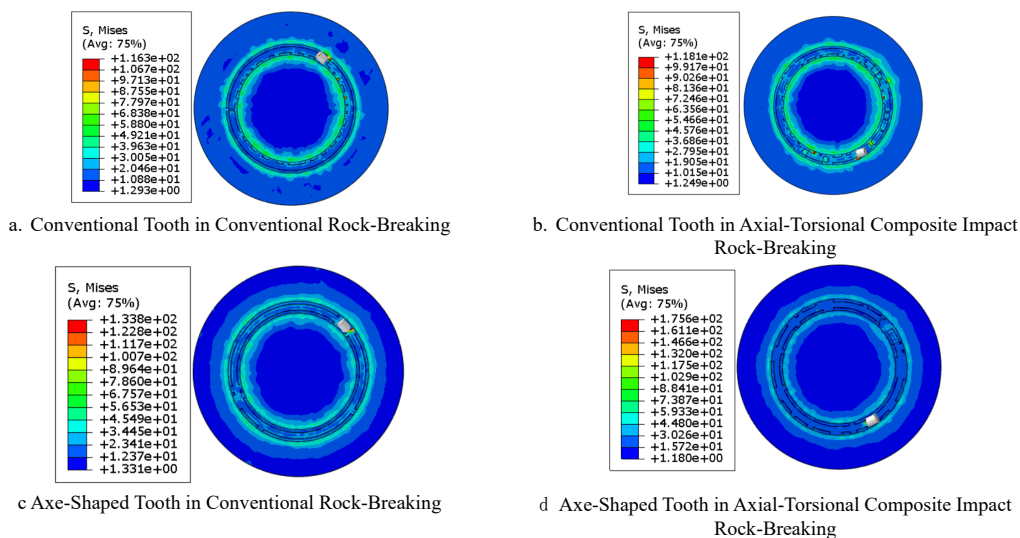 S, Mises
(Avg: 75%)
+1.163e+02
+1.067e+02
+9.713e+01
+8.755e+01
+7.797e+01
+6.838e+01
+5.880e+01
+4.921e+01
+3.963e+01
+3.005e+01
+2.046e+01
+1.088e+01
+1.293e+00
a. Conventional Tooth in Conventional Rock-Breaking
S, Mises
(Avg: 75%)
+1.181e+02
+9.917e+01
+9.026e+01
+8.136e+01
+7.246e+01
+6.356e+01
+5.466e+01
+4.576e+01
+3.686e+01
+2.795e+01
+1.905e+01
+1.015e+01
+1.249e+00
b. Conventional Tooth in Axial-Torsional Composite Impact
Rock-Breaking
S, Mises
(Avg: 75%)
+1.338e+02
+1.228e+02
+1.117e+02
+1.007e+02
+8.964e+01
+7.860e+01
+6.757e+01
+5.653e+01
+4.549e+01
+3.445e+01
+2.341e+01
+1.237e+01
+1.331e+00
c Axe-Shaped Tooth in Conventional Rock-Breaking
S, Mises
(Avg: 75%)
+1.756e+02
+1.611e+02
+1.466e+02
+1.320e+02
+1.175e+02
+1.029e+02
+8.841e+01
+7.387e+01
+5.933e+01
+4.480e+01
+3.026e+01
+1.572e+01
+1.180e+00
d Axe-Shaped Tooth in Axial-Torsional Composite Impact
Rock-Breaking